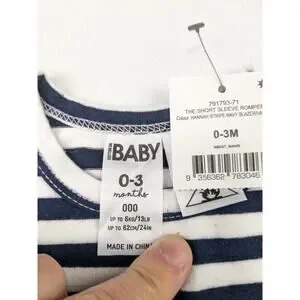 BABY
0-3
months
000
UP TO 6KG/13LB
UP TO 62CM/24IN
MADE IN CHINA
791793-71
THE SHORT SLEEVE ROMPER
Colour: HANNAH STRIPE NAVY BLAZER/VA
0-3M
9 358362 783046